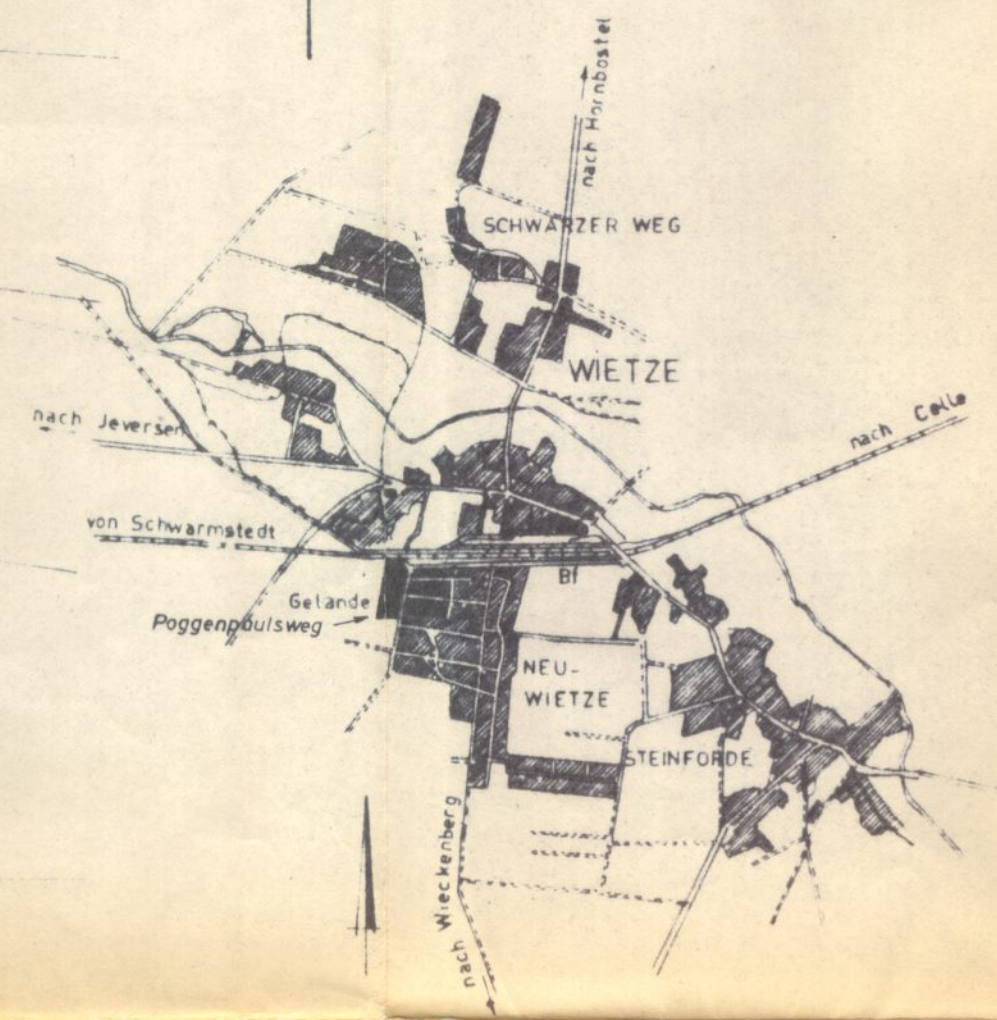 nach Hornbostel
SCHWARZER WEG
WIETZE
nach Jeversen
nach Celle
von Schwarmstedt
Bf
Gelände
Poggenpoulsweg
NEU-
WIETZE
STEINFORDE
nach Wieckenberg